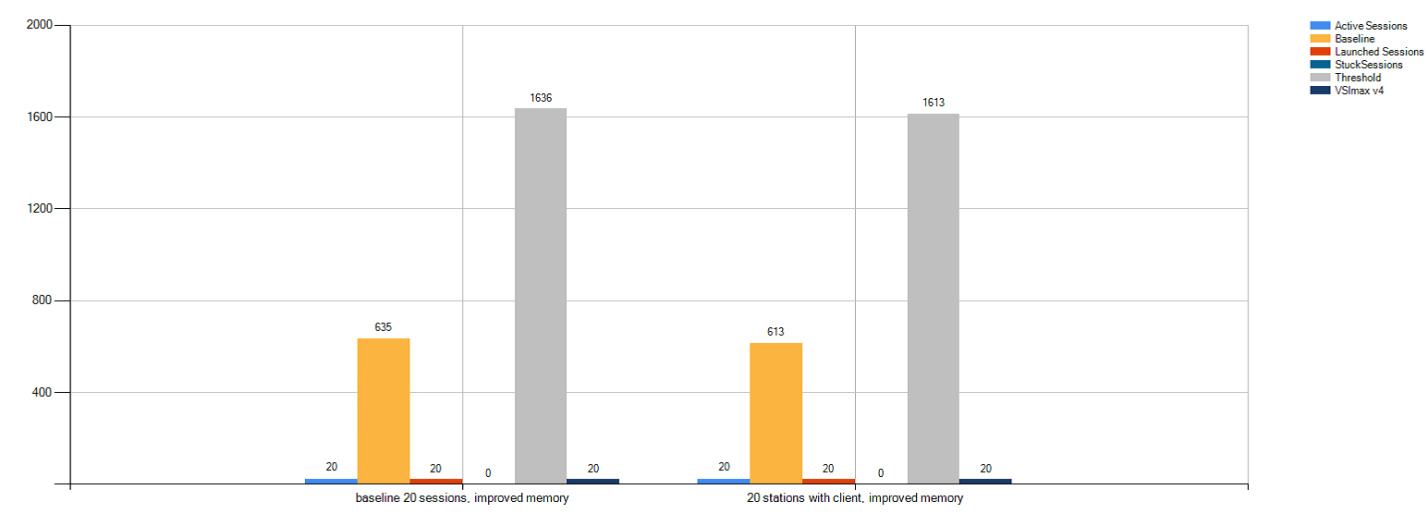 2000
1600
1200
800
400
20
635
20
0
1636
20
20
613
20
0
1613
20
baseline 20 sessions, improved memory
20 stations with client, improved memory
Active Sessions
Baseline
Launched Sessions
StuckSessions
Threshold
VSImax v4